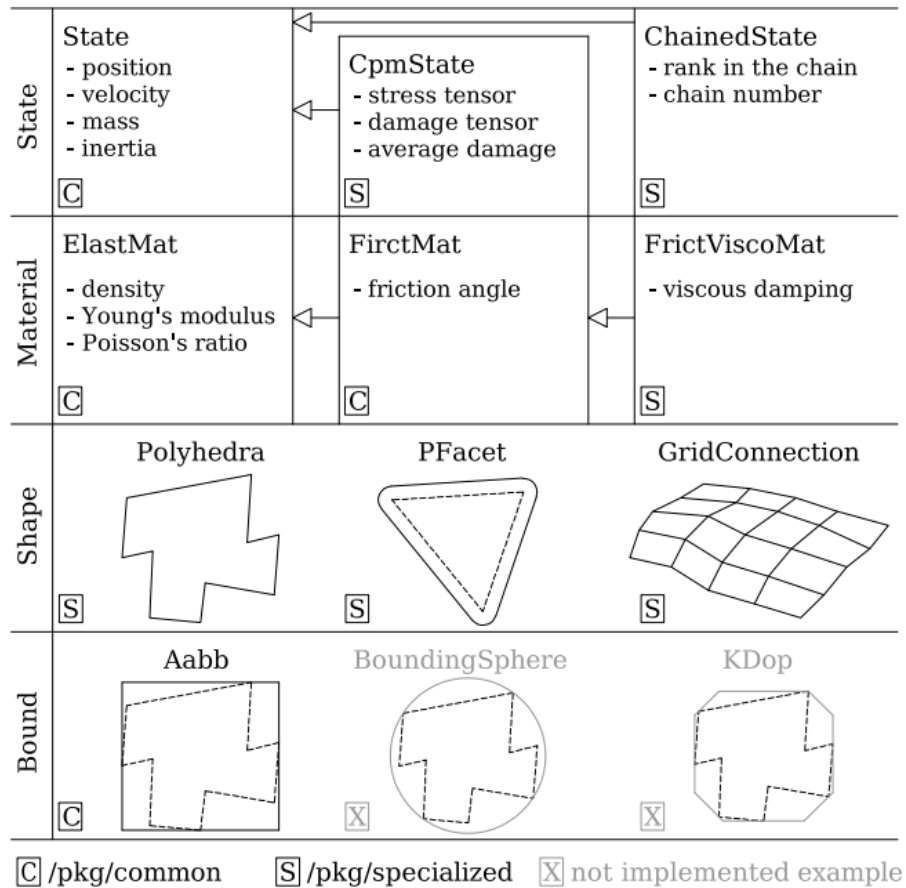 State
State
- position
- velocity
- mass
- inertia
C
CpmState
- stress tensor
- damage tensor
- average damage
S
ChainedState
- rank in the chain
- chain number
S
Material
ElastMat
- density
- Young's modulus
- Poisson's ratio
C
FirctMat
- friction angle
C
FrictViscoMat
- viscous damping
S
Shape
Polyhedra
S
PFacet
S
GridConnection
S
Bound
Aabb
C
BoundingSphere
X
KDop
X
C /pkg/common S /pkg/specialized X not implemented example